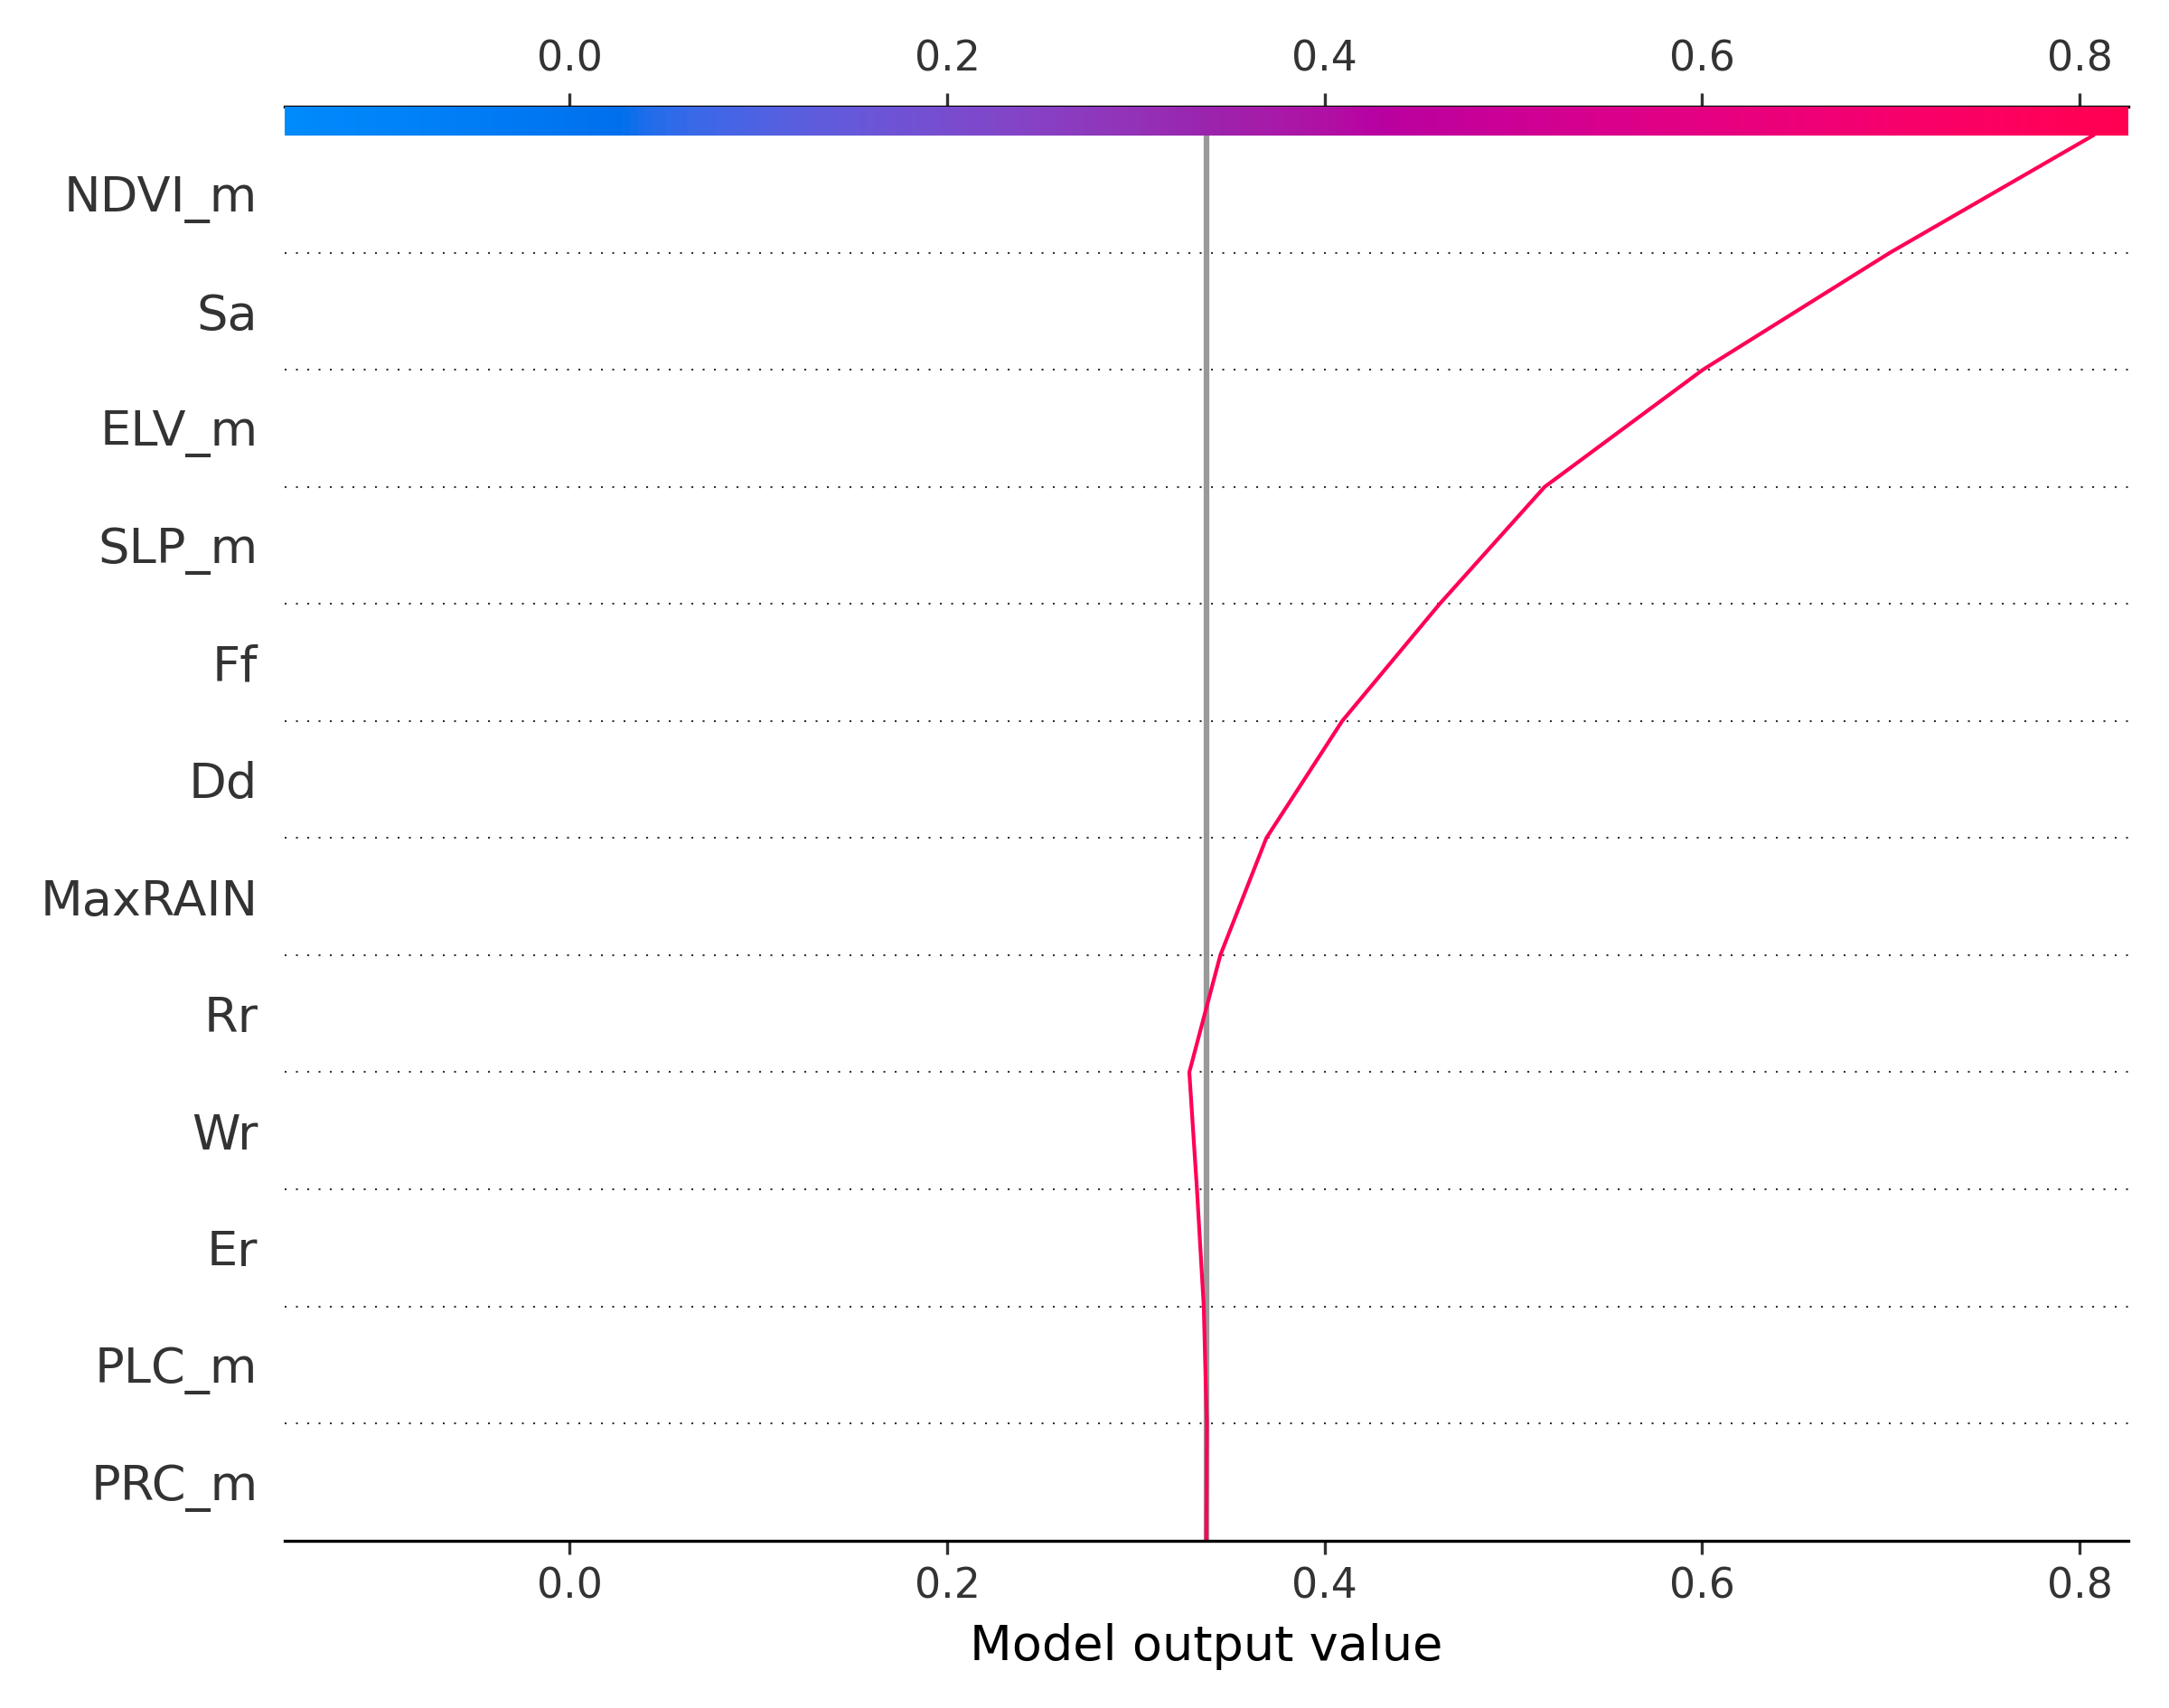 0.0 0.2 0.4 0.6 0.8
NDVI_m
Sa
ELV_m
SLP_m
Ff
Dd
MaxRAIN
Rr
Wr
Er
PLC_m
PRC_m
0.0 0.2 0.4 0.6 0.8
Model output value